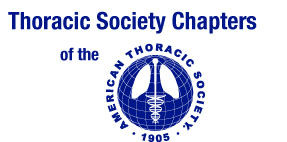 Thoracic Society Chapters
of the
AMERICAN THORACIC SOCIETY
• 1905 •